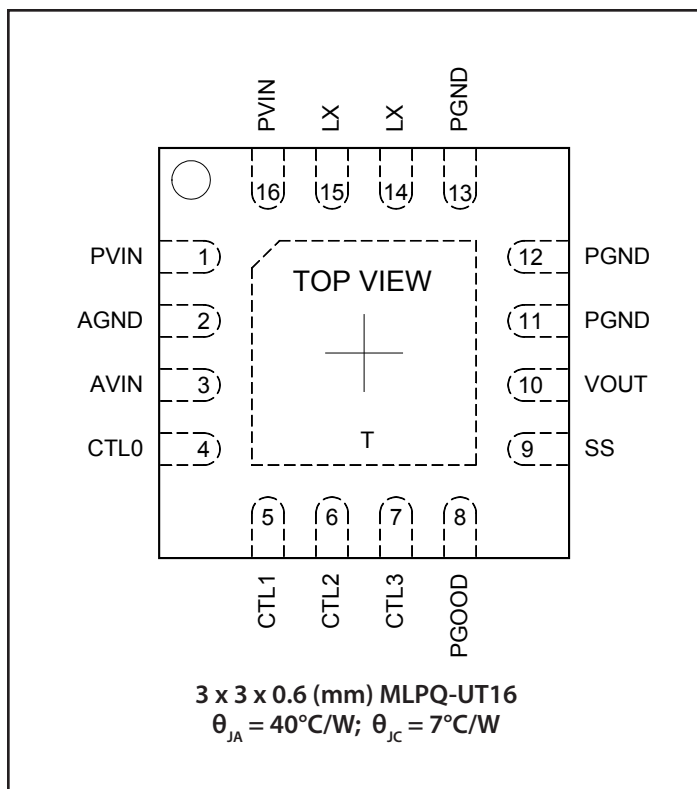 PVIN LX LX PGND
16 15 14 13
PVIN 1 12 PGND
TOP VIEW
AGND 2 11 PGND
AVIN 3 10 VOUT
CTL0 4 T 9 SS
5 6 7 8
CTL1 CTL2 CTL3 PGOOD
3 x 3 x 0.6 (mm) MLPQ-UT16
θJA = 40°C/W; θJC = 7°C/W